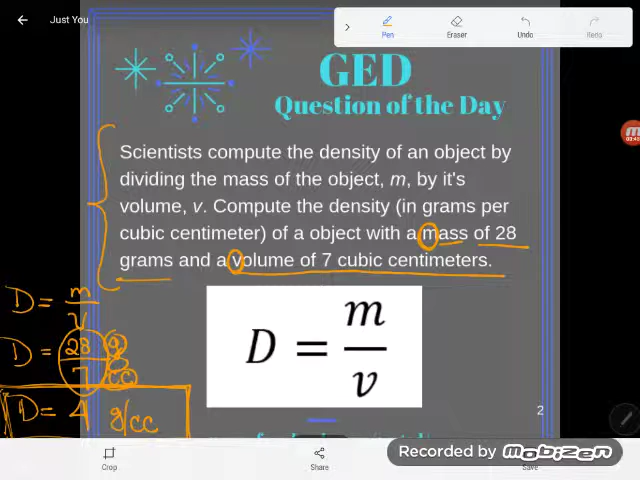 Just You
Pen
Eraser
Undo
Redo
GED
Question of the Day
Scientists compute the density of an object by
dividing the mass of the object, m, by it's
volume, v. Compute the density (in grams per
cubic centimeter) of a object with a mass of 28
grams and a volume of 7 cubic centimeters.
D = m/v
D = m/v
D = 28 g / 7 cc
D = 4 g/cc
2
Crop
Share
Save
Recorded by mobizen